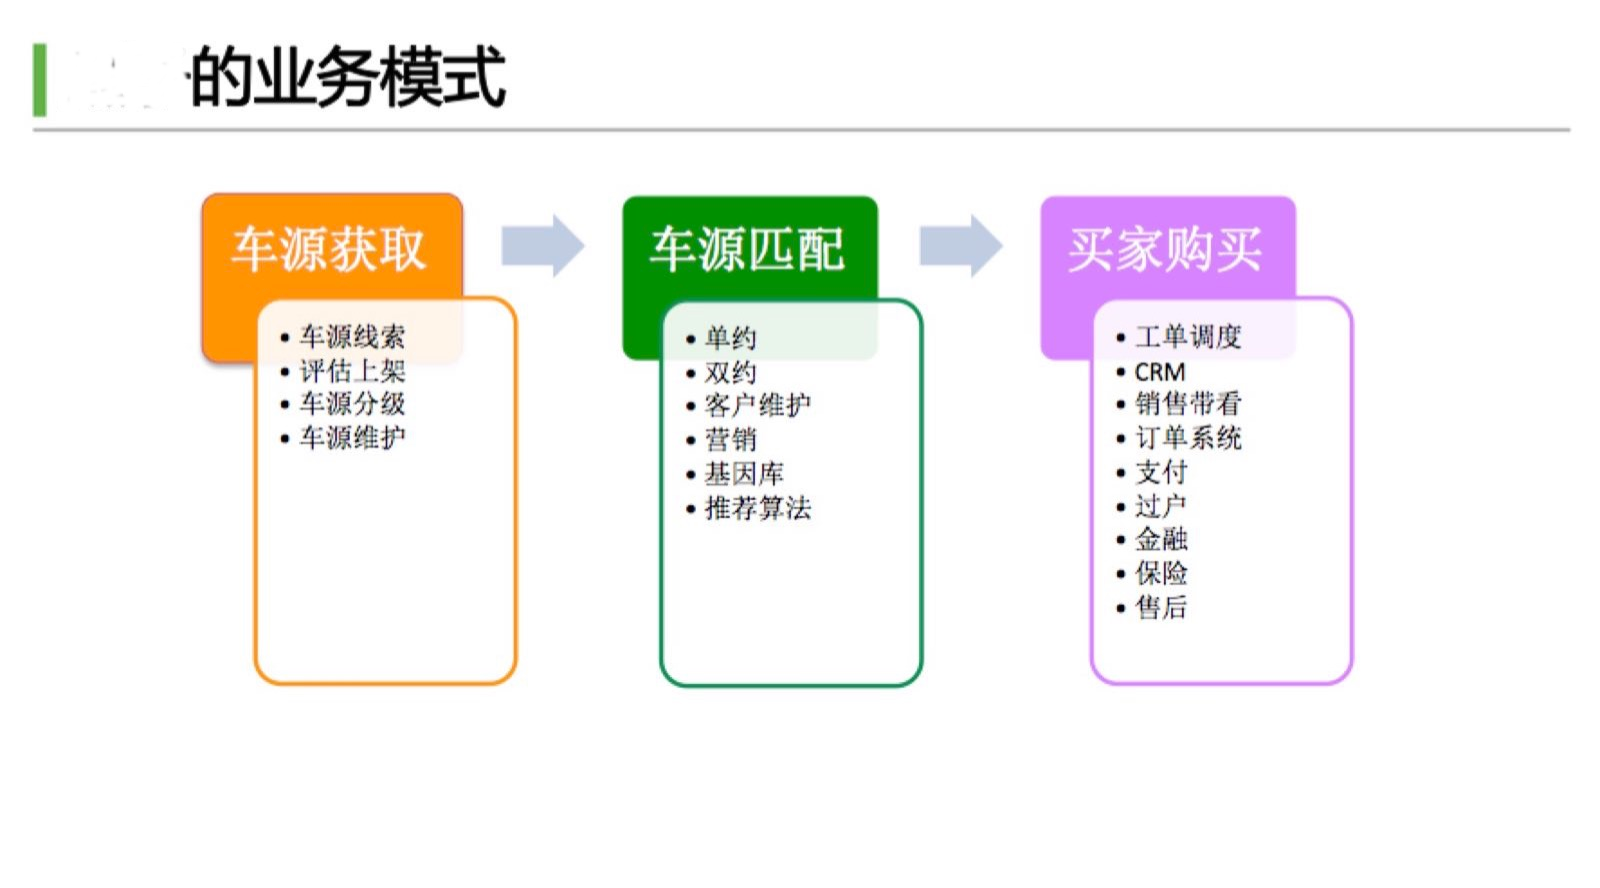 的业务模式
车源获取
• 车源线索
• 评估上架
• 车源分级
• 车源维护
车源匹配
• 单约
• 双约
• 客户维护
• 营销
• 基因库
• 推荐算法
买家购买
• 工单调度
• CRM
• 销售带看
• 订单系统
• 支付
• 过户
• 金融
• 保险
• 售后